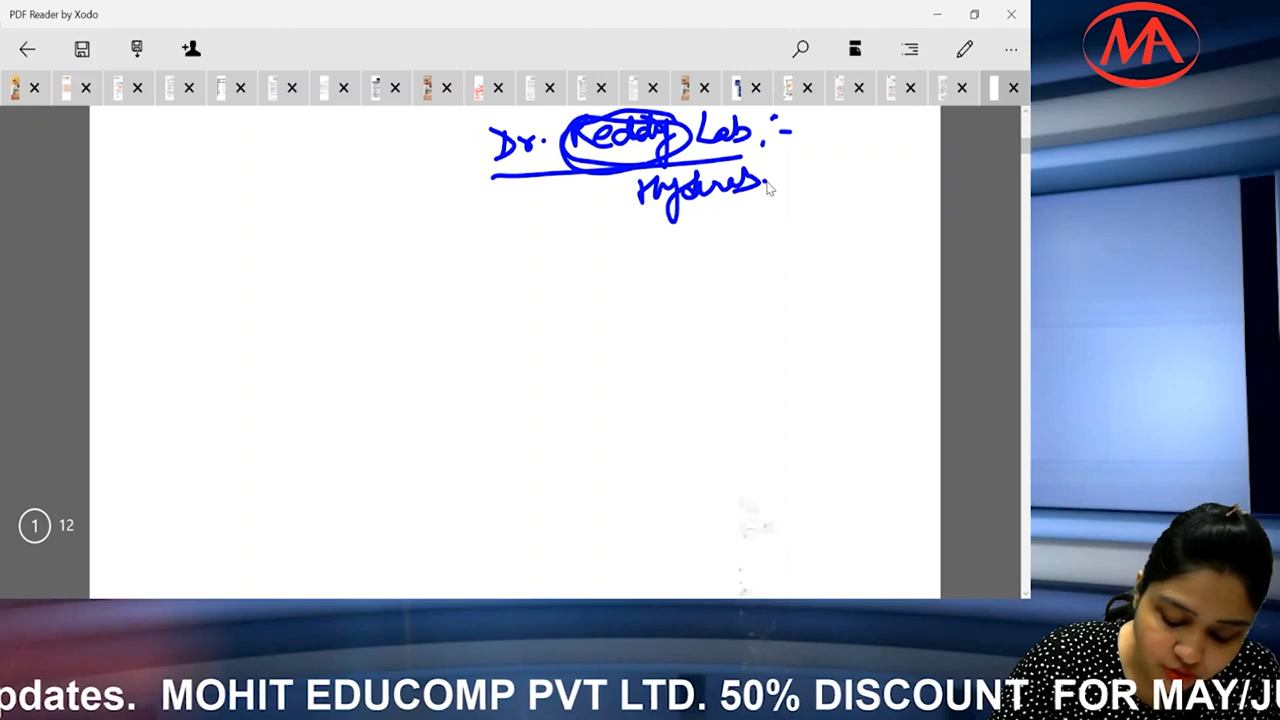 PDF Reader by Xodo
MA
Dr. Reddy Lab :-
1 12
pdates. MOHIT EDUCOMP PVT LTD. 50% DISCOUNT FOR MAY/JU